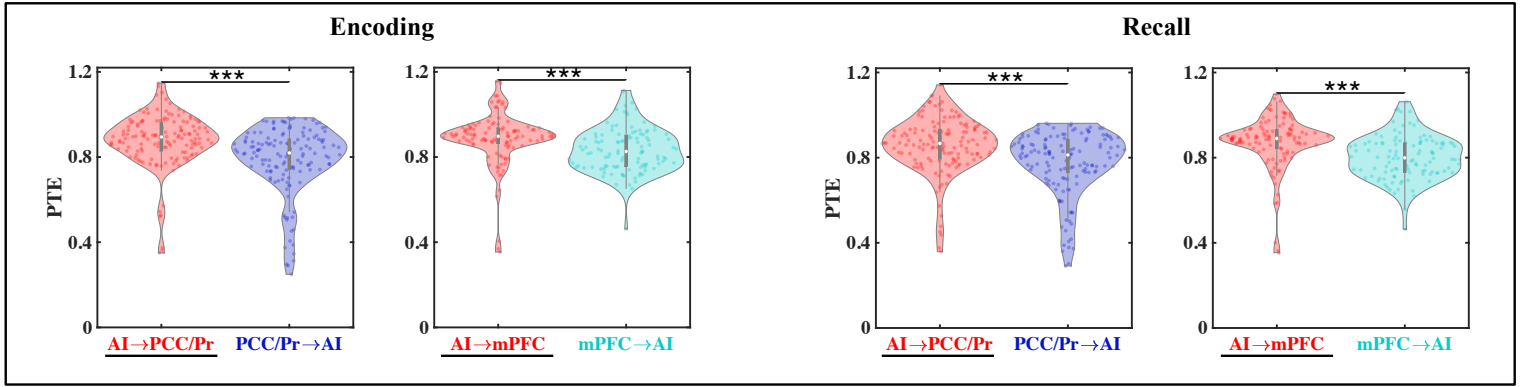 Encoding
Recall
1.2
0.8
0.4
0
PTE
***
AI→PCC/Pr
PCC/Pr→AI
1.2
0.8
0.4
0
***
AI→mPFC
mPFC→AI
1.2
0.8
0.4
0
PTE
***
AI→PCC/Pr
PCC/Pr→AI
1.2
0.8
0.4
0
***
AI→mPFC
mPFC→AI